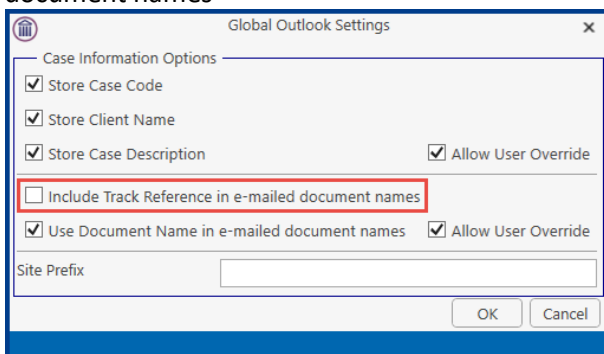 document names
Global Outlook Settings
Case Information Options
Store Case Code
Store Client Name
Store Case Description Allow User Override
Include Track Reference in e-mailed document names
Use Document Name in e-mailed document names Allow User Override
Site Prefix
OK Cancel